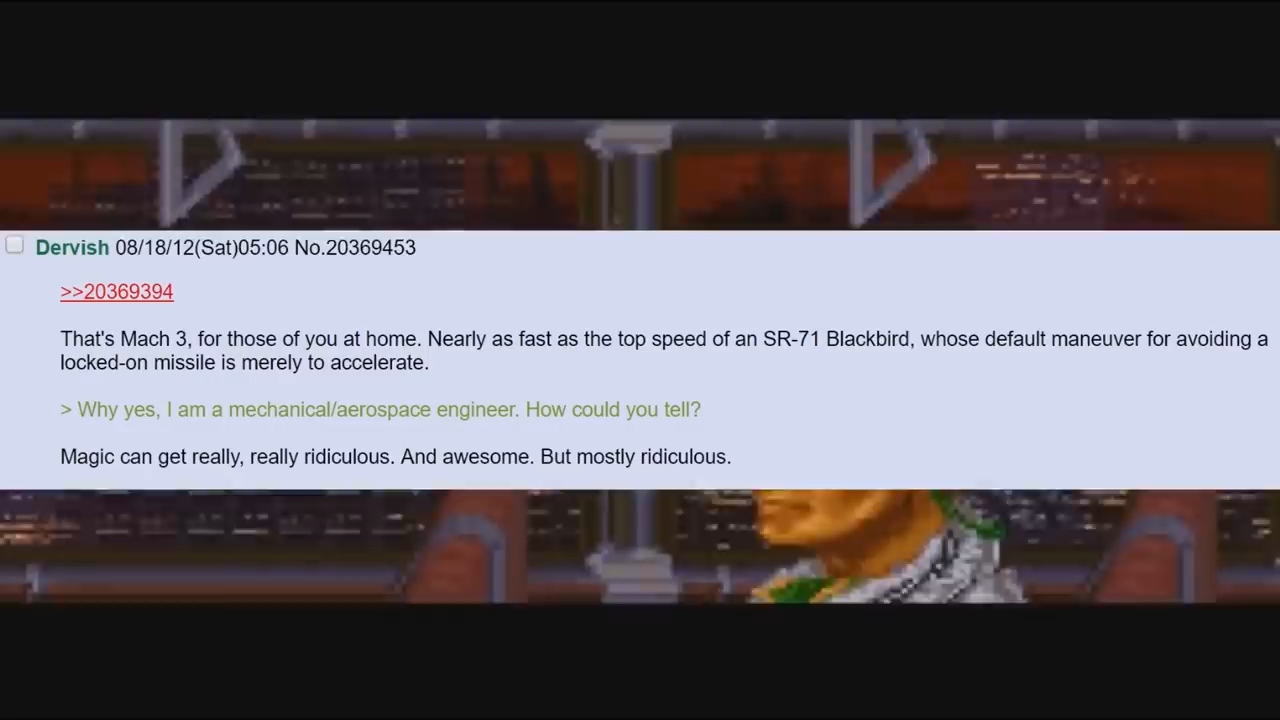 Dervish 08/18/12(Sat)05:06 No.20369453
>>20369394
That's Mach 3, for those of you at home. Nearly as fast as the top speed of an SR-71 Blackbird, whose default maneuver for avoiding a
locked-on missile is merely to accelerate.
> Why yes, I am a mechanical/aerospace engineer. How could you tell?
Magic can get really, really ridiculous. And awesome. But mostly ridiculous.